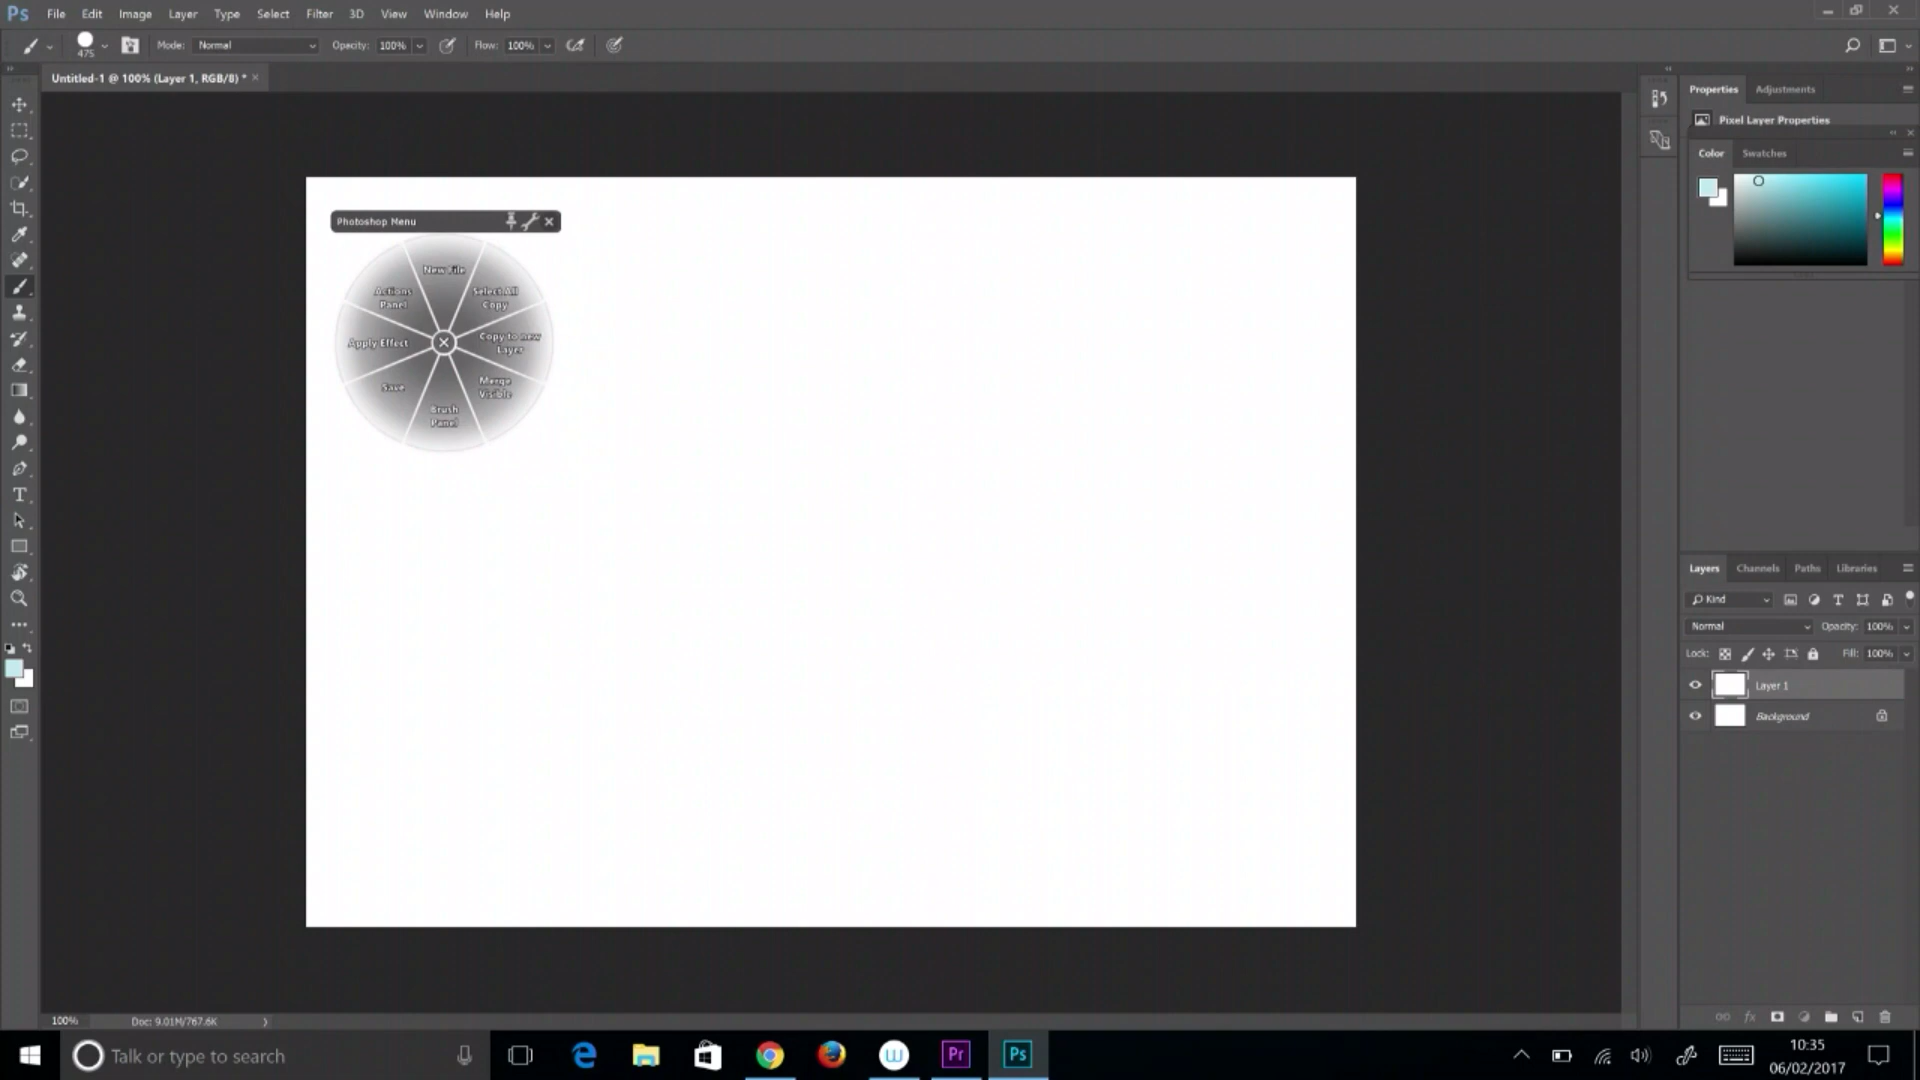 Ps File Edit Image Layer Type Select Filter 3D View Window Help
475 Mode: Normal Opacity: 100% Flow: 100%
Untitled-1 @ 100% (Layer 1, RGB/8) * ×
Properties Adjustments
Pixel Layer Properties
Color Swatches
Photoshop Menu
New File
Actions
Panel
Select All
Copy
Apply Effect
Copy to new
Layer
Save
Merge
Visible
Brush
Panel
Layers Channels Paths Libraries
Kind
Normal Opacity: 100%
Lock: Fill: 100%
Layer 1
Background
fx
100% Doc: 9.01M/767.6K
Talk or type to search
Pr Ps
10:35
06/02/2017